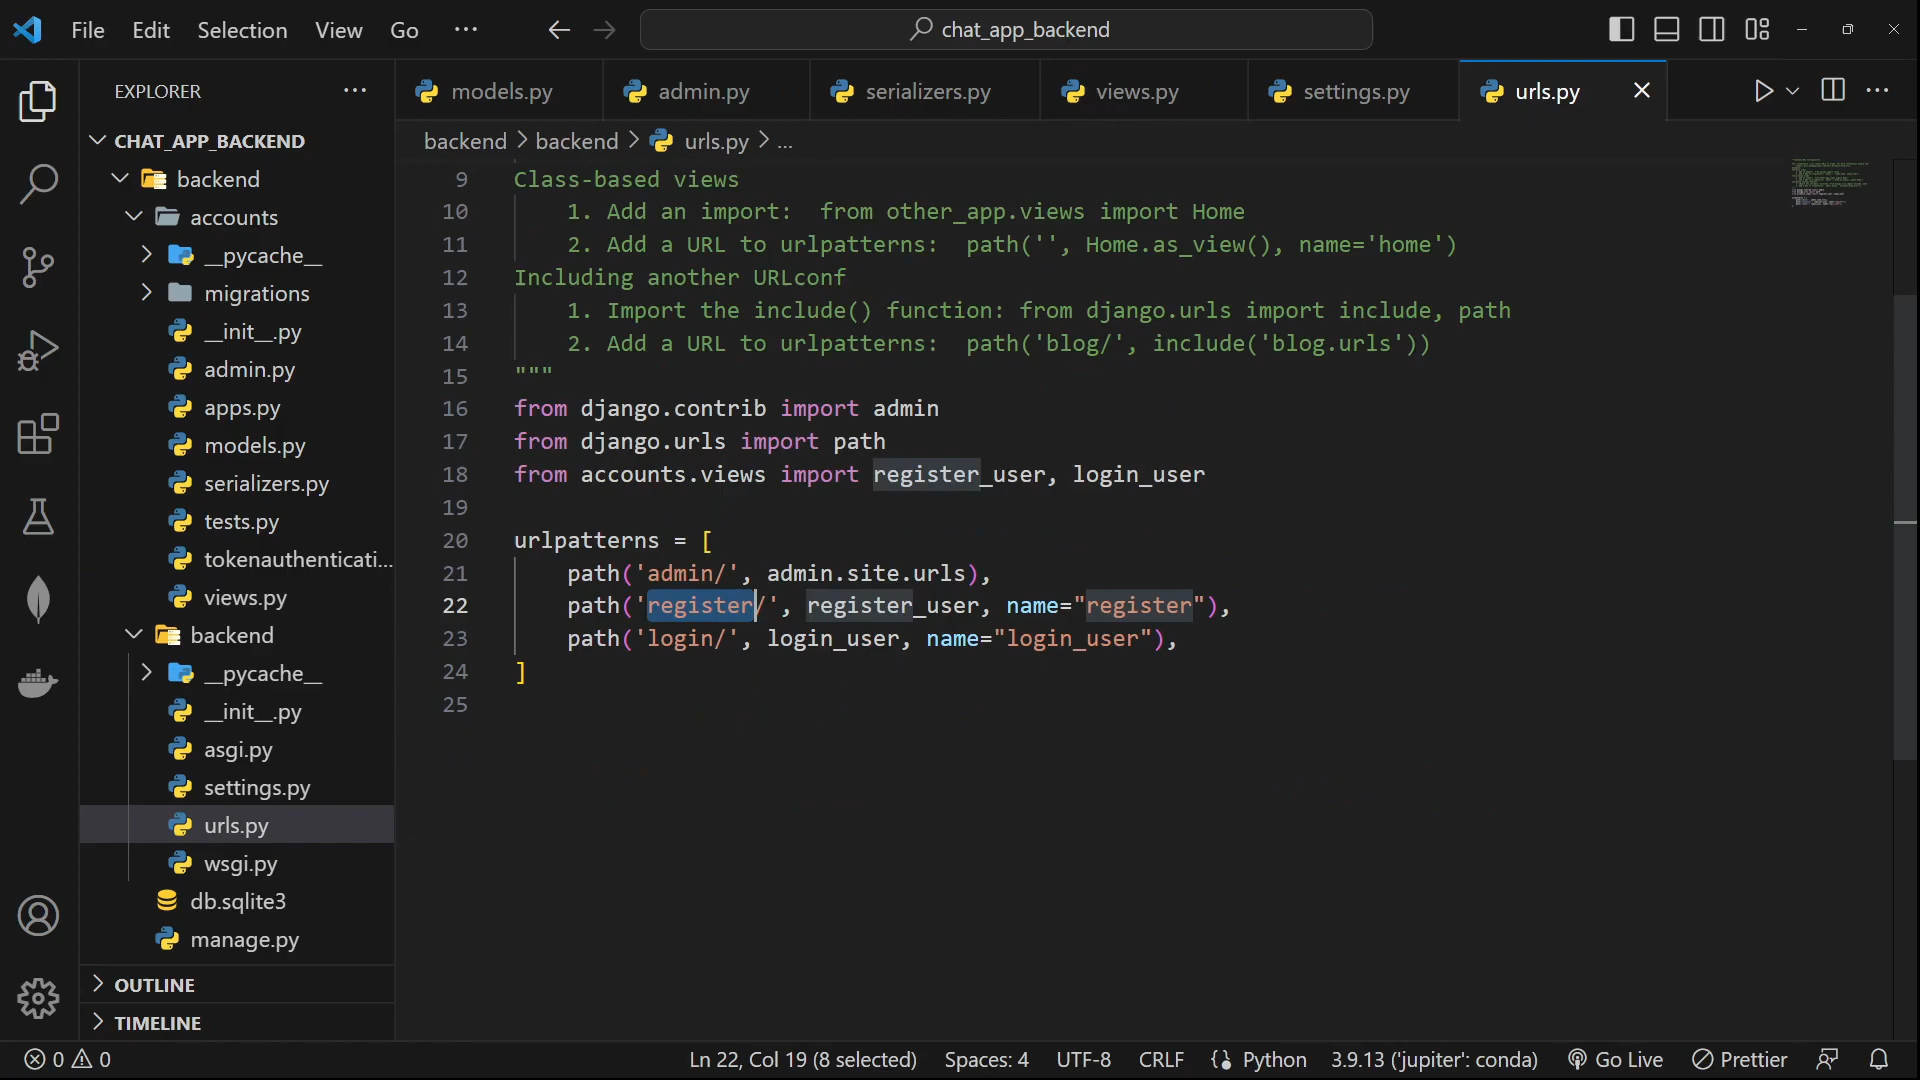 File Edit Selection View Go ···
chat_app_backend
EXPLORER ···
CHAT_APP_BACKEND
backend
accounts
__pycache__
migrations
__init__.py
admin.py
apps.py
models.py
serializers.py
tests.py
tokenauthenticati...
views.py
backend
__pycache__
__init__.py
asgi.py
settings.py
urls.py
wsgi.py
db.sqlite3
manage.py
OUTLINE
TIMELINE
models.py admin.py serializers.py views.py settings.py urls.py
backend > backend > urls.py > ...
9 Class-based views
10 1. Add an import:  from other_app.views import Home
11 2. Add a URL to urlpatterns:  path('', Home.as_view(), name='home')
12 Including another URLconf
13 1. Import the include() function: from django.urls import include, path
14 2. Add a URL to urlpatterns:  path('blog/', include('blog.urls'))
15 """
16 from django.contrib import admin
17 from django.urls import path
18 from accounts.views import register_user, login_user
19
20 urlpatterns = [
21 path('admin/', admin.site.urls),
22 path('register/', register_user, name="register"),
23 path('login/', login_user, name="login_user"),
24 ]
25
0 0 Ln 22, Col 19 (8 selected) Spaces: 4 UTF-8 CRLF {} Python 3.9.13 ('jupiter': conda) Go Live Prettier